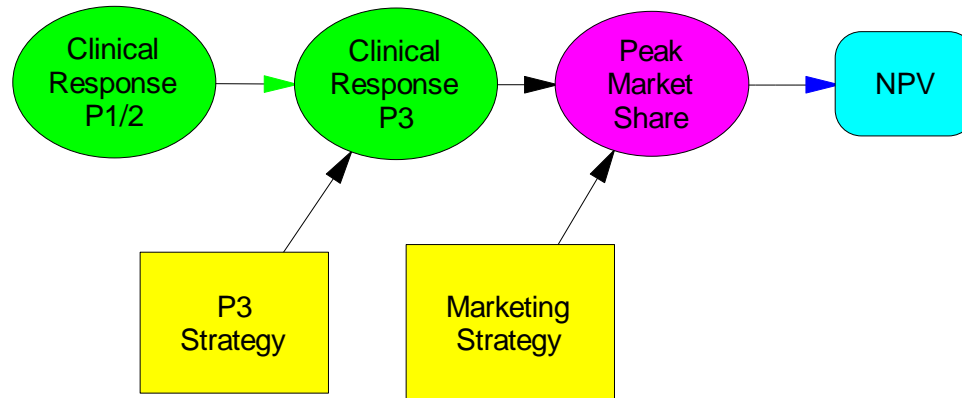 Clinical
Response
P1/2
Clinical
Response
P3
Peak
Market
Share
NPV
P3
Strategy
Marketing
Strategy